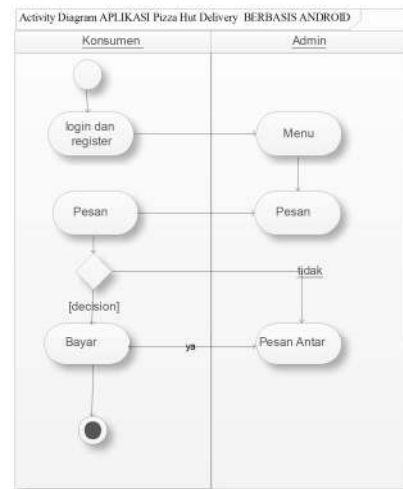 Activity Diagram APLIKASI Pizza Hut Delivery BERBASIS ANDROID
Konsumen
Admin
login dan
register
Menu
Pesan
Pesan
tidak
[decision]
Bayar
ya
Pesan Antar